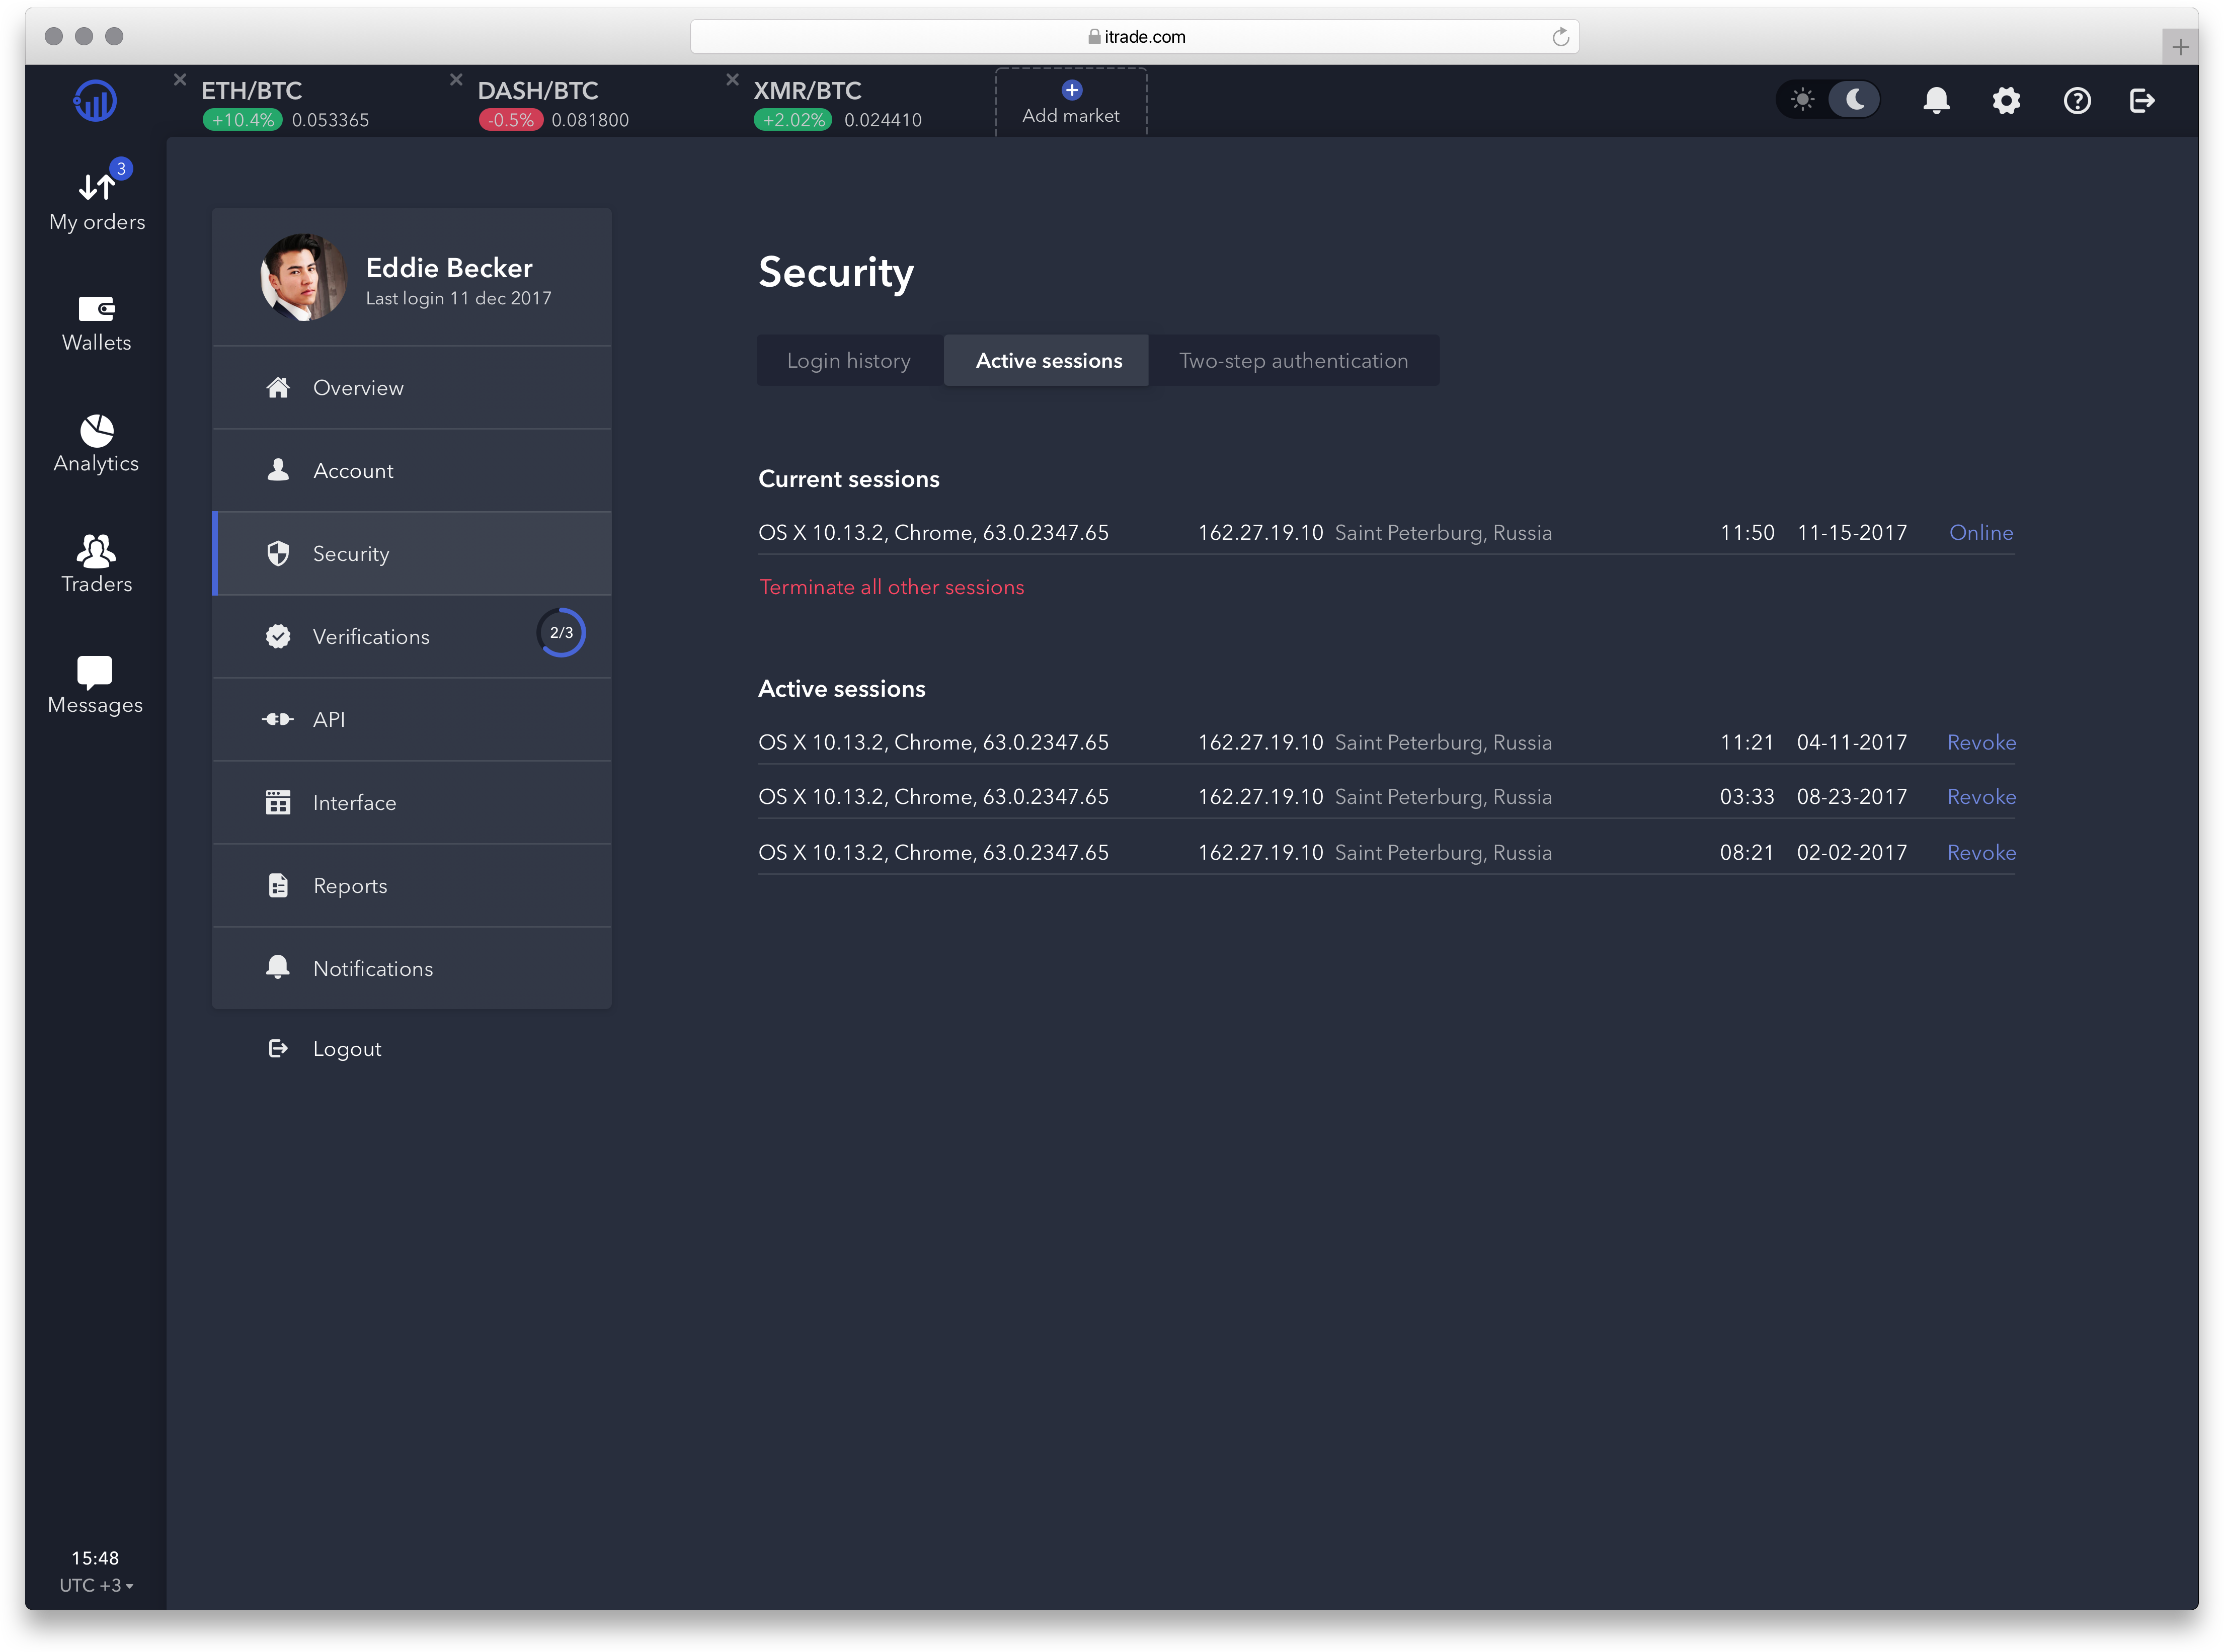 itrade.com
ETH/BTC
+10.4% 0.053365
DASH/BTC
-0.5% 0.081800
XMR/BTC
+2.02% 0.024410
Add market
3
My orders
Wallets
Analytics
Traders
Messages
15:48
UTC +3
Eddie Becker
Last login 11 dec 2017
Overview
Account
Security
Verifications 2/3
API
Interface
Reports
Notifications
Logout
Security
Login history Active sessions Two-step authentication
Current sessions
OS X 10.13.2, Chrome, 63.0.2347.65 162.27.19.10 Saint Peterburg, Russia 11:50 11-15-2017 Online
Terminate all other sessions
Active sessions
OS X 10.13.2, Chrome, 63.0.2347.65 162.27.19.10 Saint Peterburg, Russia 11:21 04-11-2017 Revoke
OS X 10.13.2, Chrome, 63.0.2347.65 162.27.19.10 Saint Peterburg, Russia 03:33 08-23-2017 Revoke
OS X 10.13.2, Chrome, 63.0.2347.65 162.27.19.10 Saint Peterburg, Russia 08:21 02-02-2017 Revoke